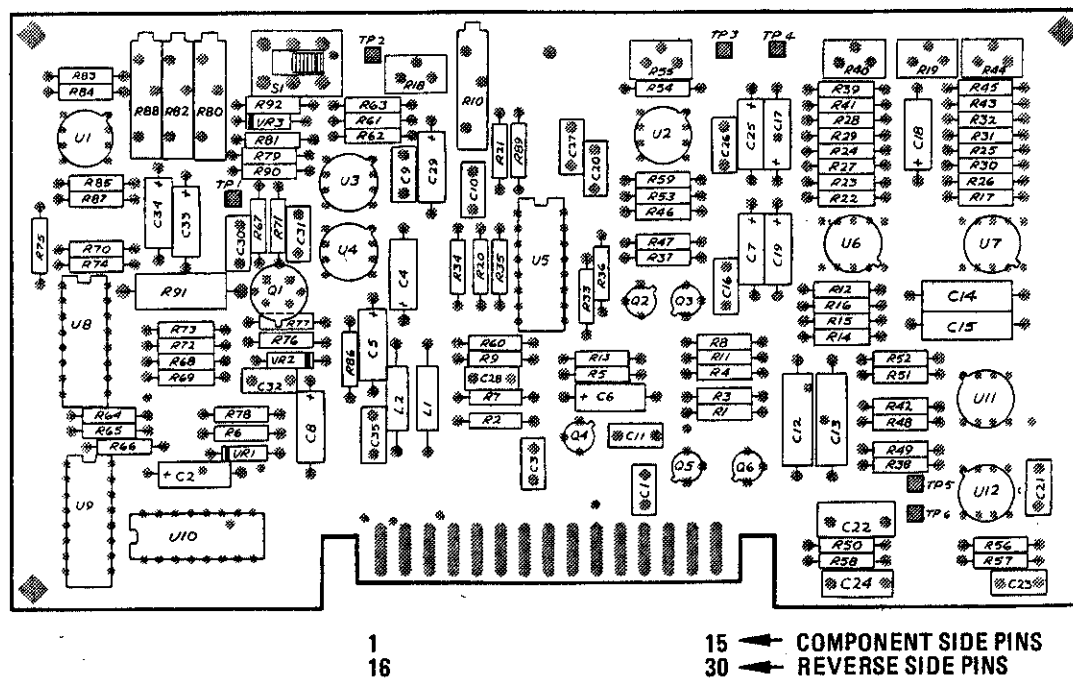 TP2
TP3 TP4
R83
R84
R88 R82 R80
S1
R18
R10
R55
R54
R40
R19
R44
U1
R92
VR3
R81
R79
R90
R63
R61
R62
R21
R89
C27
C20
U2
C26
C25
C17
R39
R41
R28
R29
R24
R27
R23
R22
C18
R45
R43
R32
R31
R25
R30
R26
R17
R85
R87
TP1
C34
C33
U3
C9
C29
C10
R59
R53
R46
R75
R70
R74
C30
R67
R71
C31
U4
C4
R34
R20
R35
U5
R33
R36
R47
R37
C7
C19
C16
U6
U7
R91
Q1
Q2
Q3
R12
R16
R15
R14
C14
C15
U8
R73
R72
R68
R69
R77
R76
VR2
C32
R86
C5
L2
L1
R60
R9
C28
R7
R2
R13
R5
C6
R8
R11
R4
R3
R1
R52
R51
U11
R64
R65
R66
R78
R6
VR1
C2
C8
C35
C3
Q4
C11
C1
Q5
Q6
C12
C13
R42
R48
R49
R38
TP5
TP6
U12
C21
U9
U10
C22
R50
R58
C24
R56
R57
C23
1 15 COMPONENT SIDE PINS
16 30 REVERSE SIDE PINS